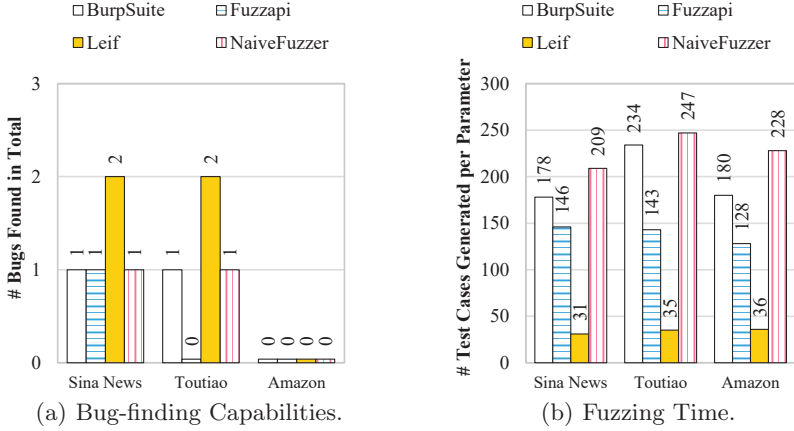 BurpSuite Fuzzapi
Leif NaiveFuzzer
# Bugs Found in Total
3
2
1
0
1 1 2 1
1 0 2 1
0 0 0 0
Sina News Toutiao Amazon
(a) Bug-finding Capabilities.
BurpSuite Fuzzapi
Leif NaiveFuzzer
# Test Cases Generated per Parameter
300
250
200
150
100
50
0
178 146 31 209
234 143 35 247
180 128 36 228
Sina News Toutiao Amazon
(b) Fuzzing Time.